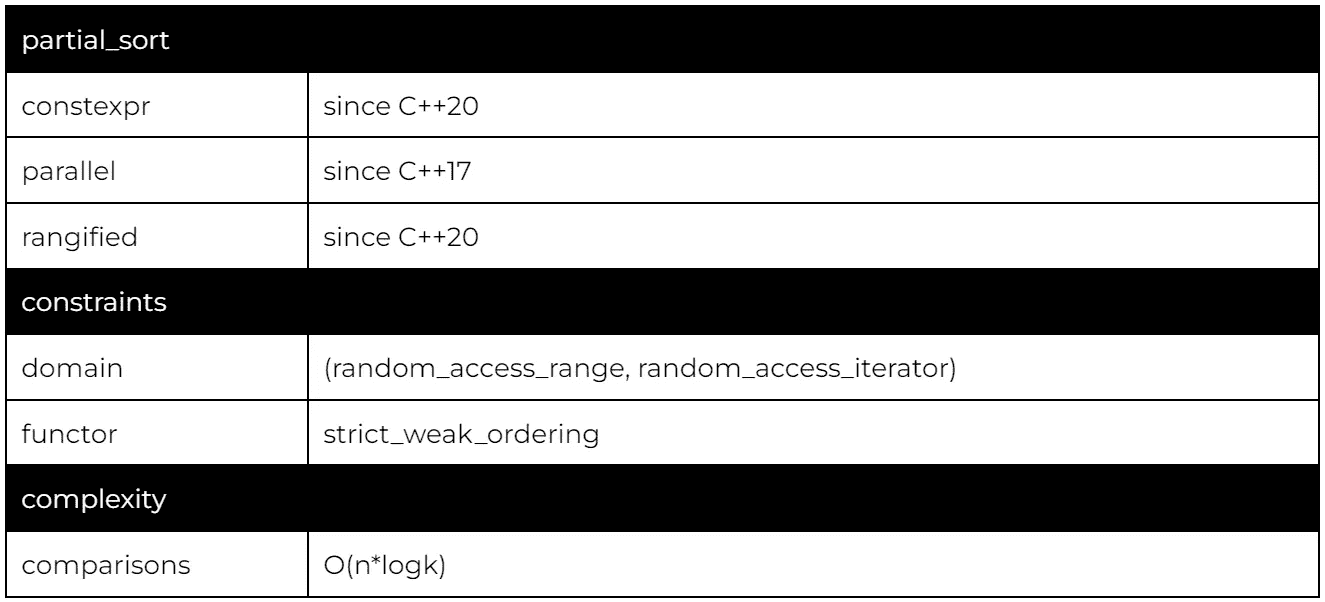 partial_sort
constexpr since C++20
parallel since C++17
rangified since C++20
constraints
domain (random_access_range, random_access_iterator)
functor strict_weak_ordering
complexity
comparisons O(n*logk)